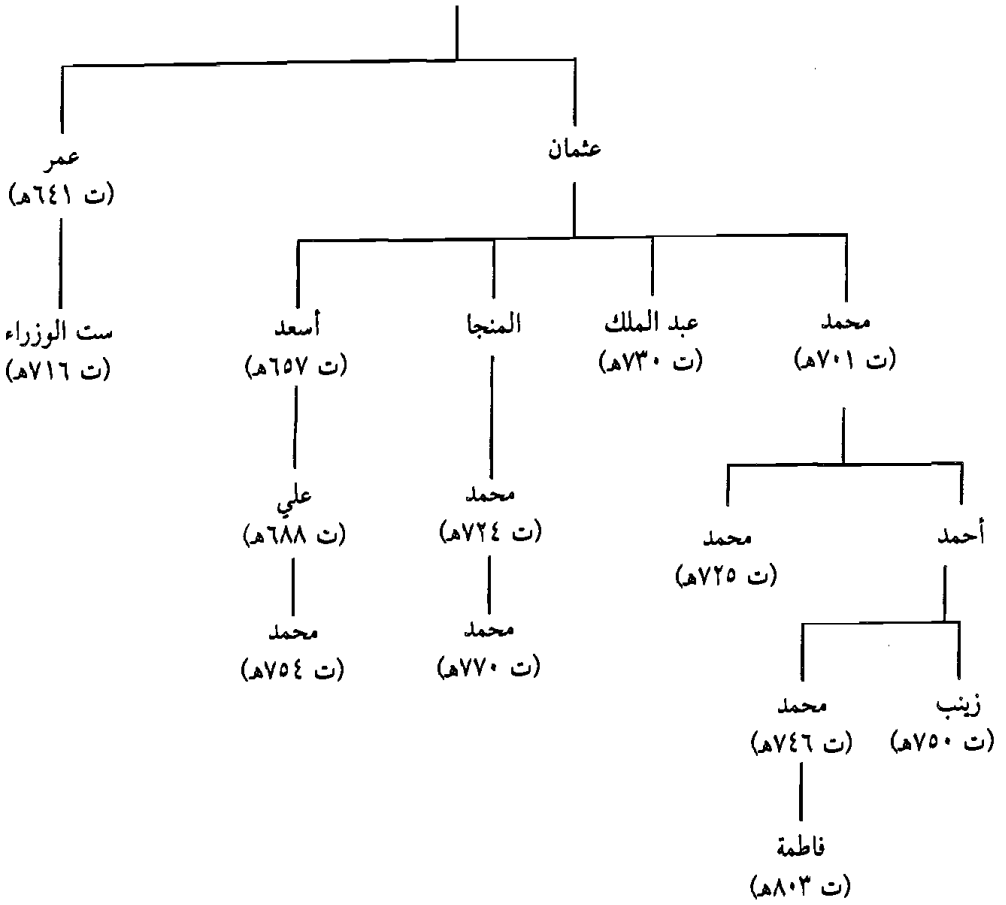 عثمان
عمر
(ت ٦٤١هـ)
محمد
(ت ٧٠١هـ)
عبد الملك
(ت ٧٣٠هـ)
المنجا
أسعد
(ت ٦٥٧هـ)
ست الوزراء
(ت ٧١٦هـ)
أحمد
محمد
(ت ٧٢٥هـ)
محمد
(ت ٧٢٤هـ)
علي
(ت ٦٨٨هـ)
محمد
(ت ٧٧٠هـ)
محمد
(ت ٧٥٤هـ)
زينب
(ت ٧٥٠هـ)
محمد
(ت ٧٤٦هـ)
فاطمة
(ت ٨٠٣هـ)